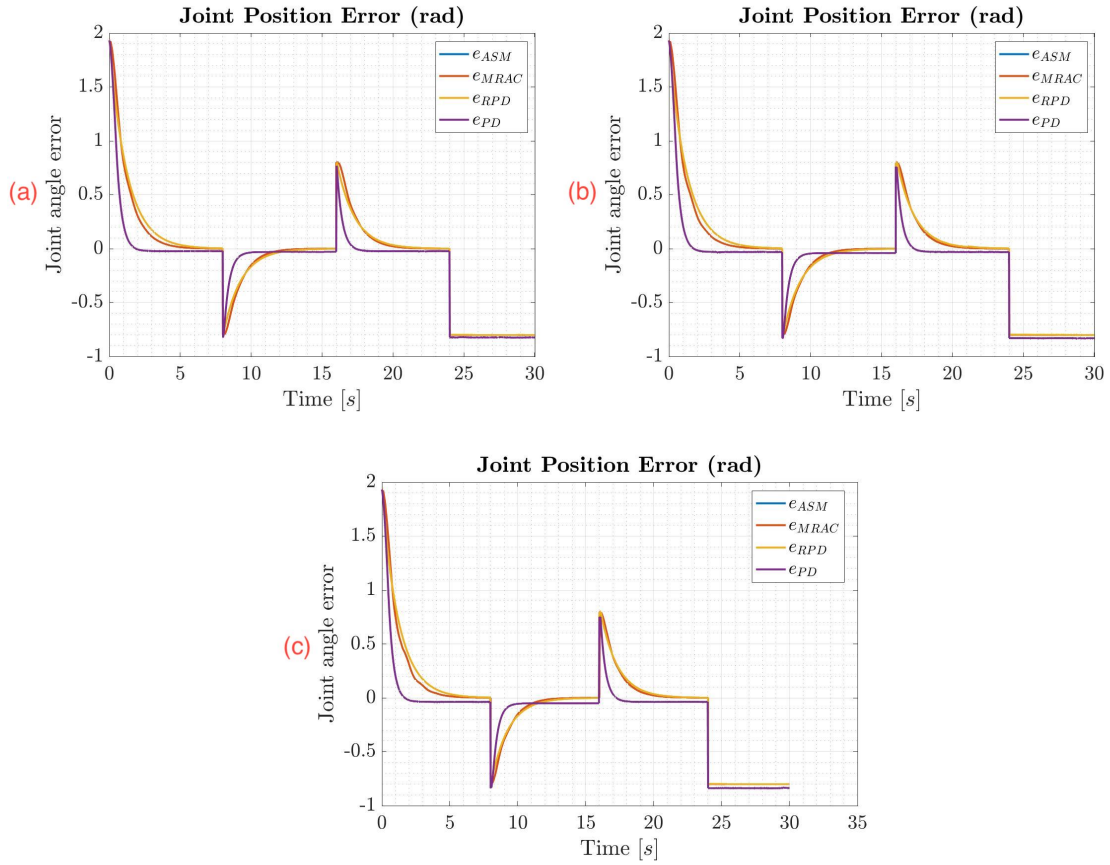 Joint Position Error (rad)
2
1.5
1
0.5
0
-0.5
-1
Joint angle error
(a)
e_ASM
e_MRAC
e_RPD
e_PD
0 5 10 15 20 25 30
Time [s]
Joint Position Error (rad)
2
1.5
1
0.5
0
-0.5
-1
Joint angle error
(b)
e_ASM
e_MRAC
e_RPD
e_PD
0 5 10 15 20 25 30
Time [s]
Joint Position Error (rad)
2
1.5
1
0.5
0
-0.5
-1
Joint angle error
(c)
e_ASM
e_MRAC
e_RPD
e_PD
0 5 10 15 20 25 30 35
Time [s]